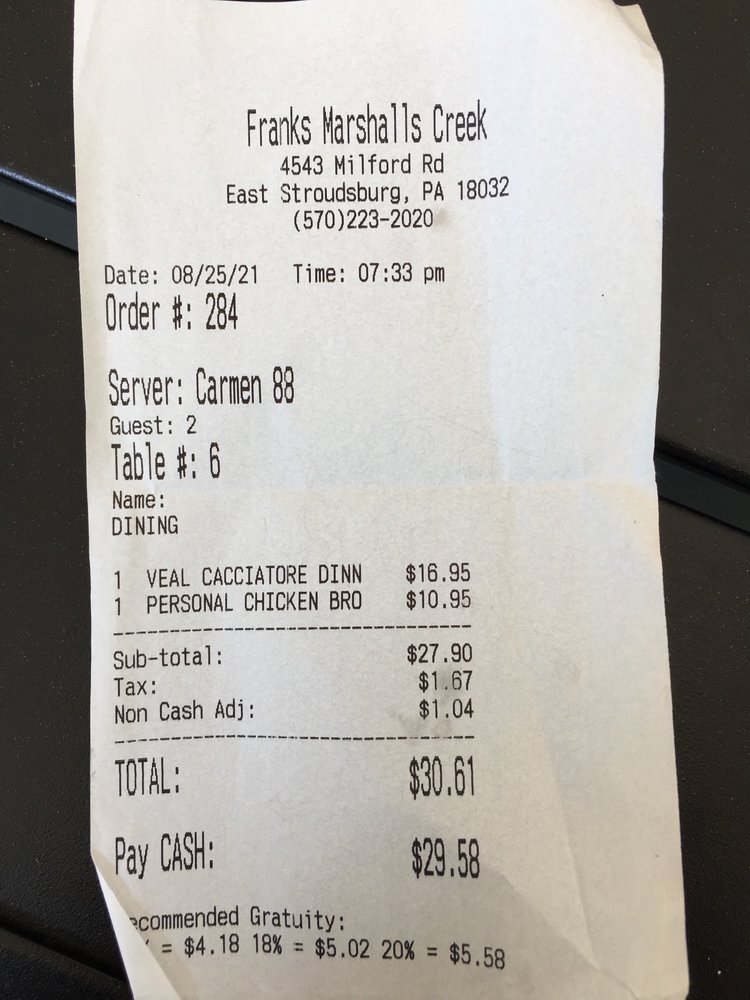 Franks Marshalls Creek
4543 Milford Rd
East Stroudsburg, PA 18032
(570)223-2020
Date: 08/25/21 Time: 07:33 pm
Order #: 284
Server: Carmen 88
Guest: 2
Table #: 6
Name:
DINING
1 VEAL CACCIATORE DINN $16.95
1 PERSONAL CHICKEN BRO $10.95
Sub-total: $27.90
Tax: $1.67
Non Cash Adj: $1.04
TOTAL: $30.61
Pay CASH: $29.58
ecommended Gratuity:
= $4.18 18% = $5.02 20% = $5.58